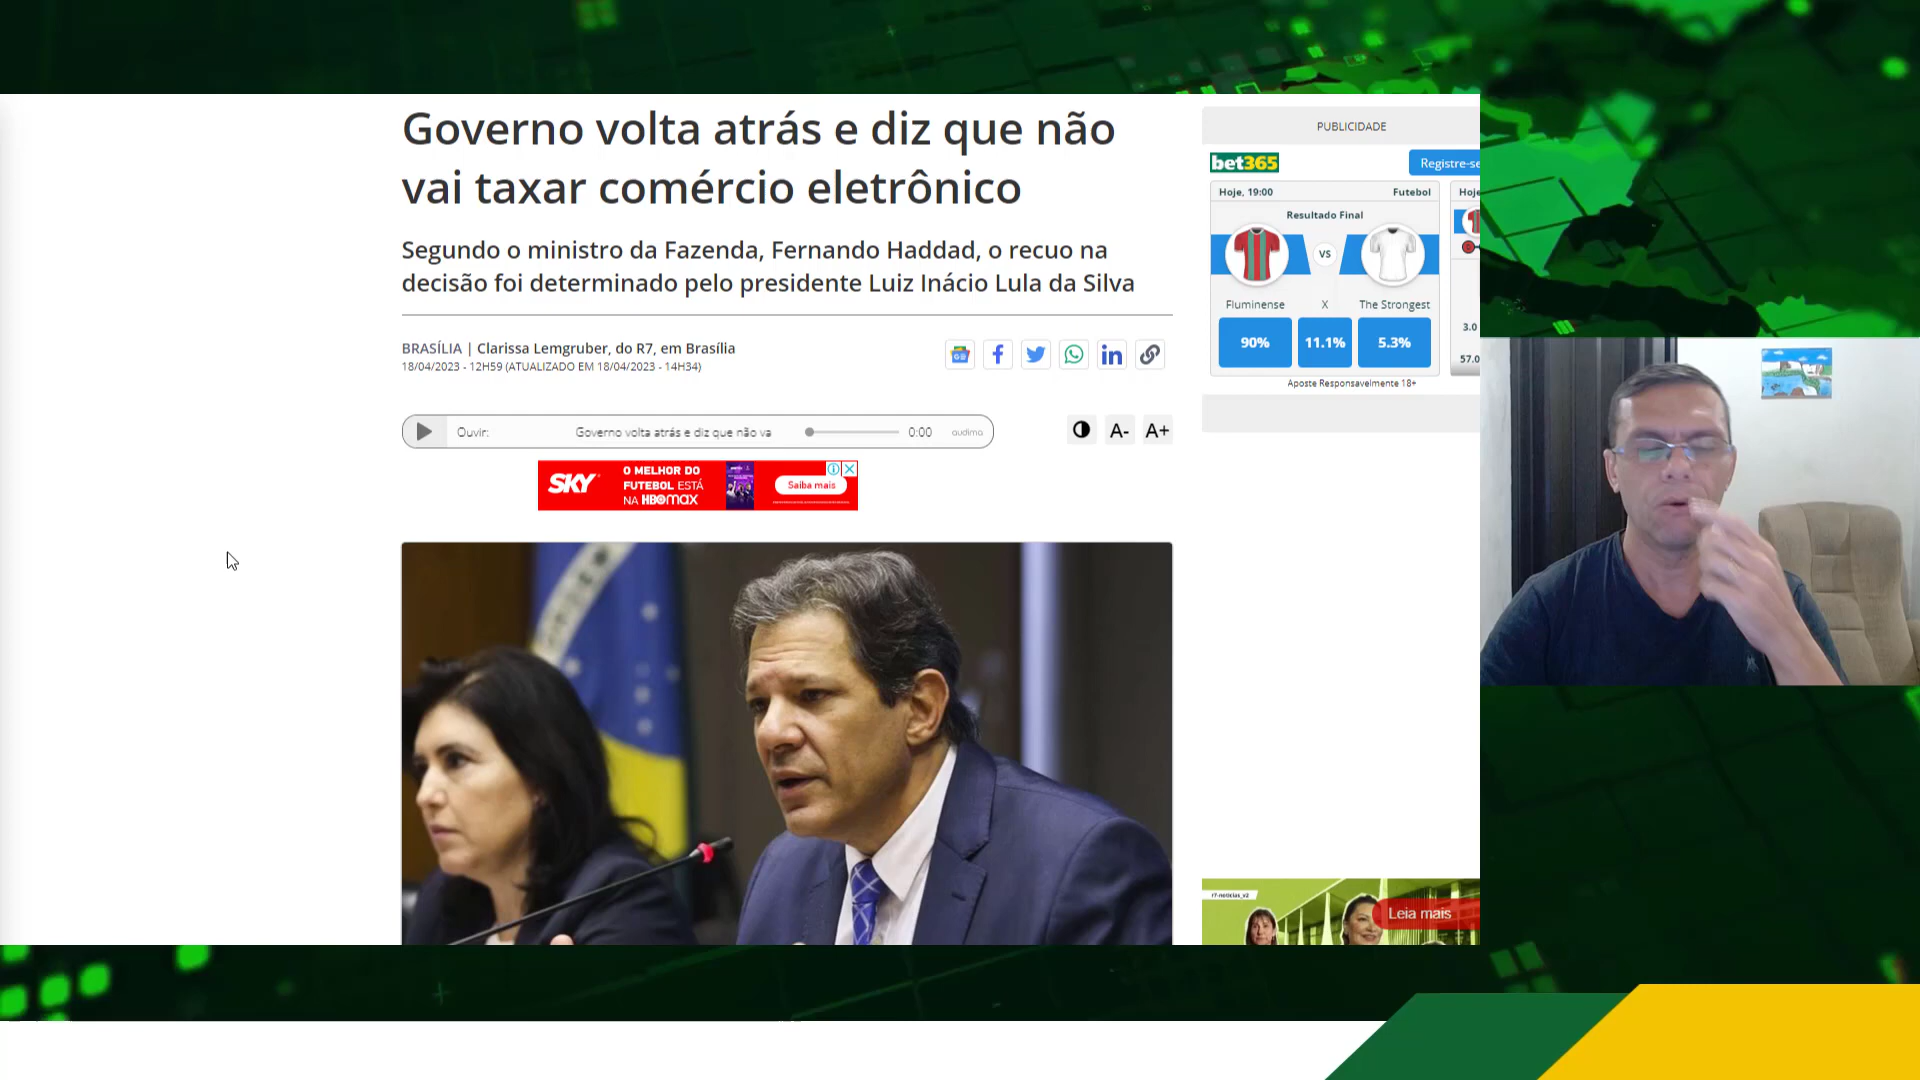 Governo volta atrás e diz que não
vai taxar comércio eletrônico
Segundo o ministro da Fazenda, Fernando Haddad, o recuo na
decisão foi determinado pelo presidente Luiz Inácio Lula da Silva
BRASÍLIA | Clarissa Lemgruber, do R7, em Brasília
18/04/2023 - 12H59 (ATUALIZADO EM 18/04/2023 - 14H34)
Ouvir: Governo volta atrás e diz que não va 0:00 audima
A- A+
SKY O MELHOR DO
FUTEBOL ESTÁ
NA HBOMAX
Saiba mais
PUBLICIDADE
bet365 Registre-se
Hoje, 19:00 Futebol Hoje
Resultado Final
VS
Fluminense X The Strongest
90% 11.1% 5.3%
3.0
57.0
Aposte Responsavelmente 18+
r7-noticias_v2
Leia mais